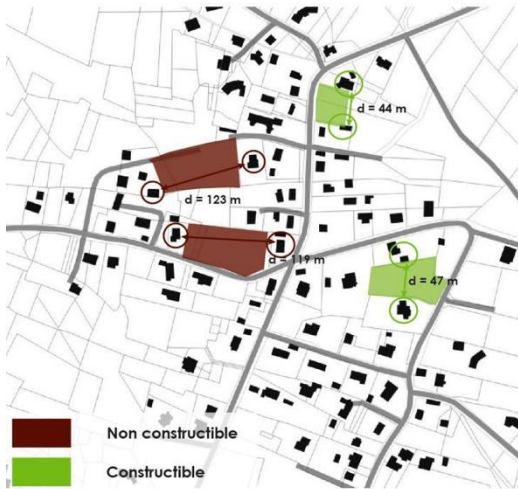 d = 44 m
d = 123 m
d = 119 m
d = 47 m
Non constructible
Constructible